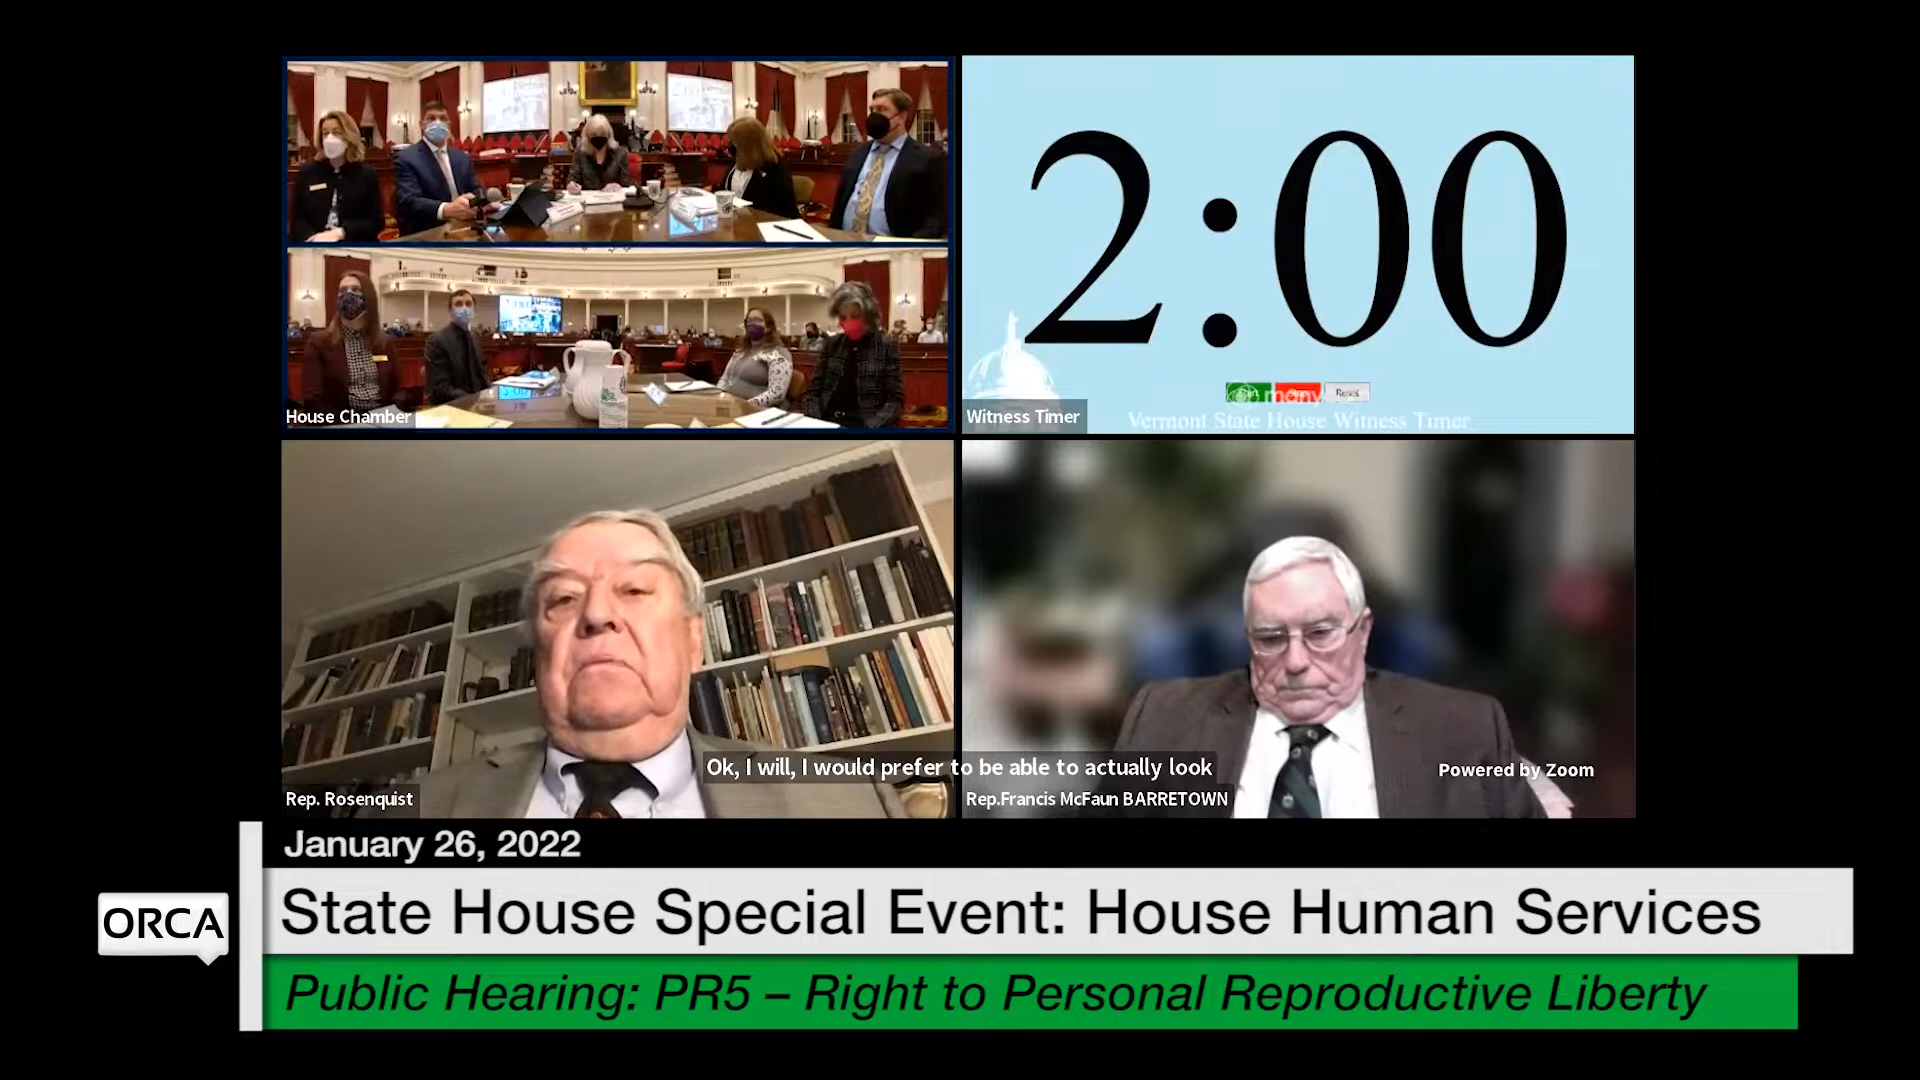 House Chamber
2:00
Witness Timer
Reset
Vermont State House Witness Timer
Ok, I will, I would prefer to be able to actually look
Powered by Zoom
Rep. Rosenquist
Rep.Francis McFaun BARRETOWN
January 26, 2022
ORCA
State House Special Event: House Human Services
Public Hearing: PR5 – Right to Personal Reproductive Liberty